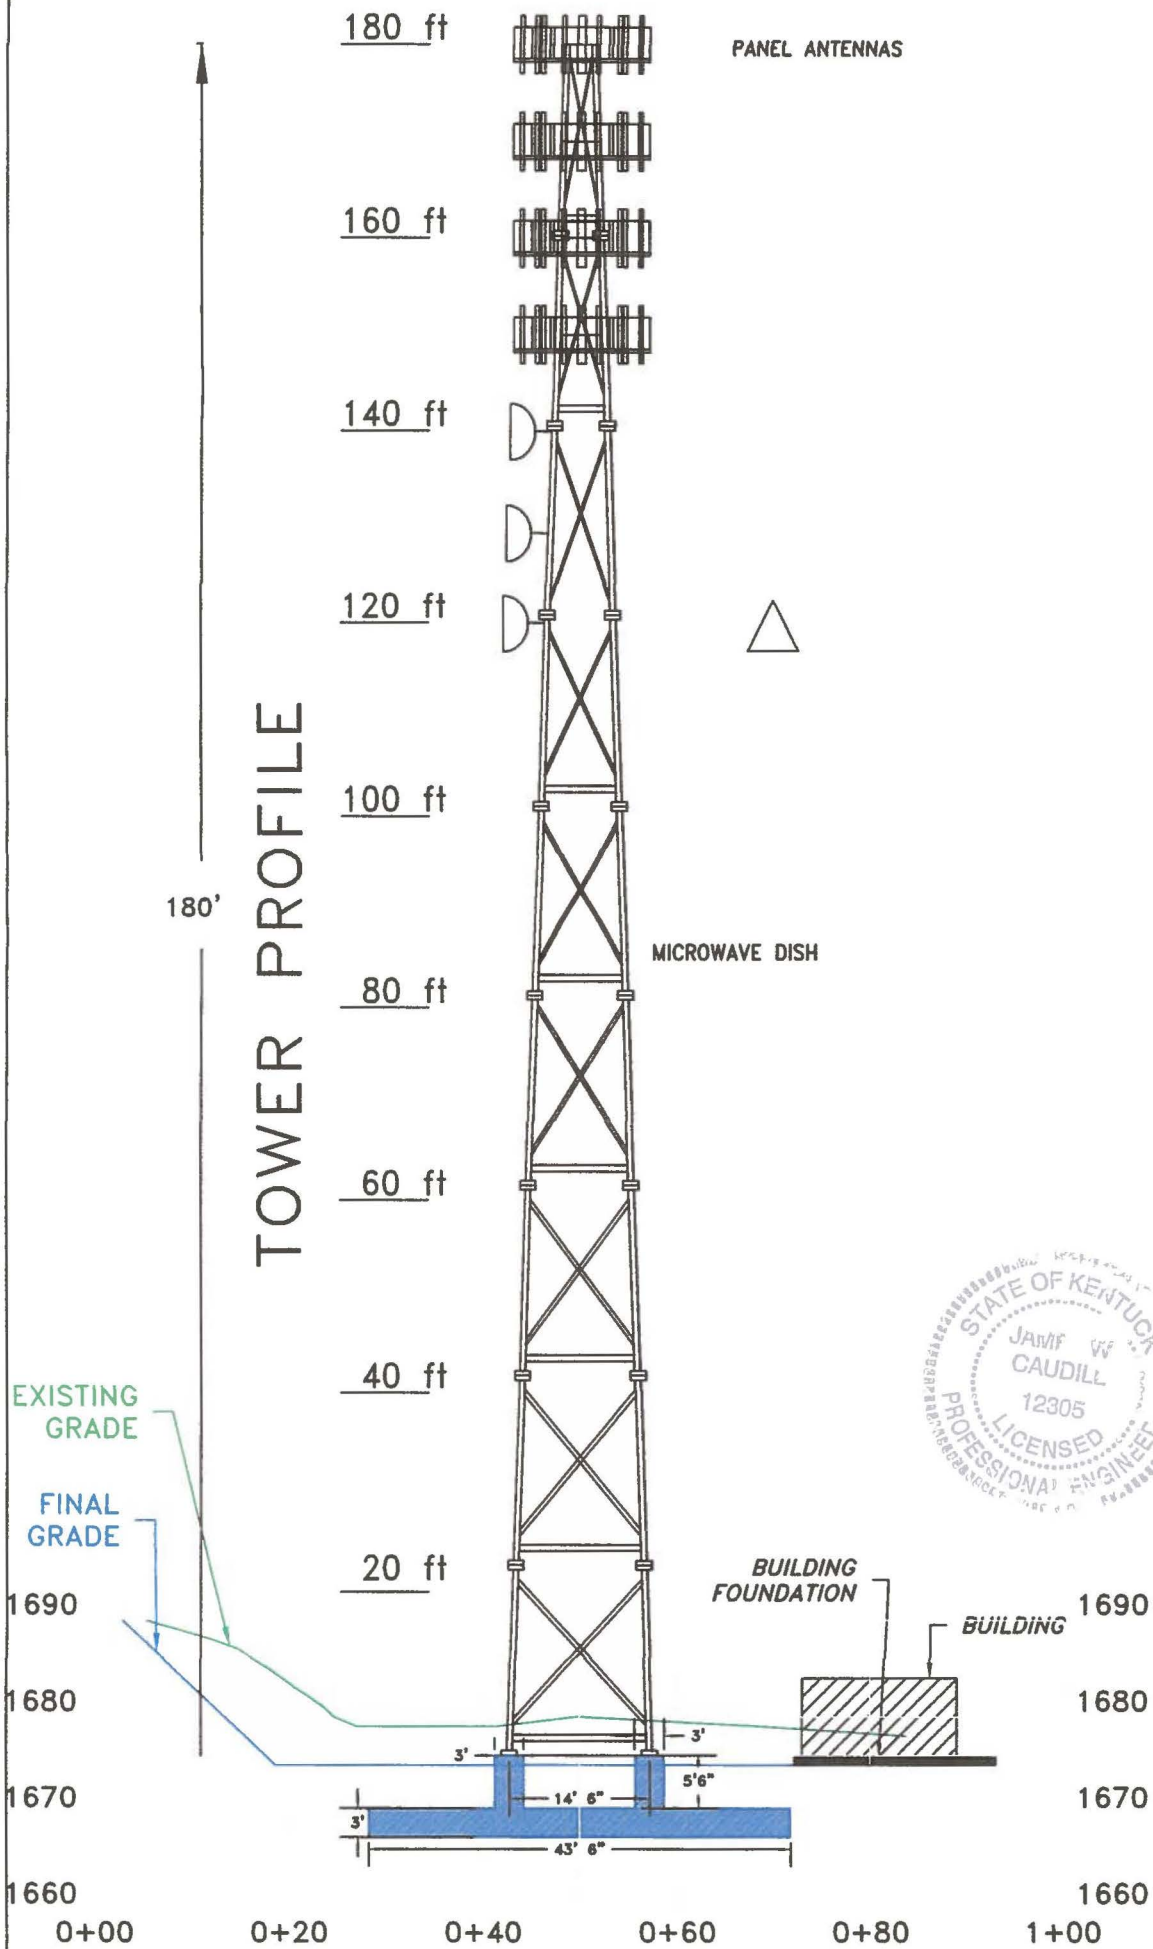 180 ft
PANEL ANTENNAS
160 ft
140 ft
120 ft
TOWER PROFILE
100 ft
180'
MICROWAVE DISH
80 ft
60 ft
STATE OF KENTUCK
CAUDILL
12305
LICENSED
PROFESSIONAL ENGINEER
40 ft
EXISTING
GRADE
FINAL
GRADE
20 ft
BUILDING
FOUNDATION
BUILDING
1690
1690
1680
1680
3'
3'
5'6"
14' 6"
1670
1670
3'
43' 6"
1660
1660
0+00
0+20
0+40
0+60
0+80
1+00